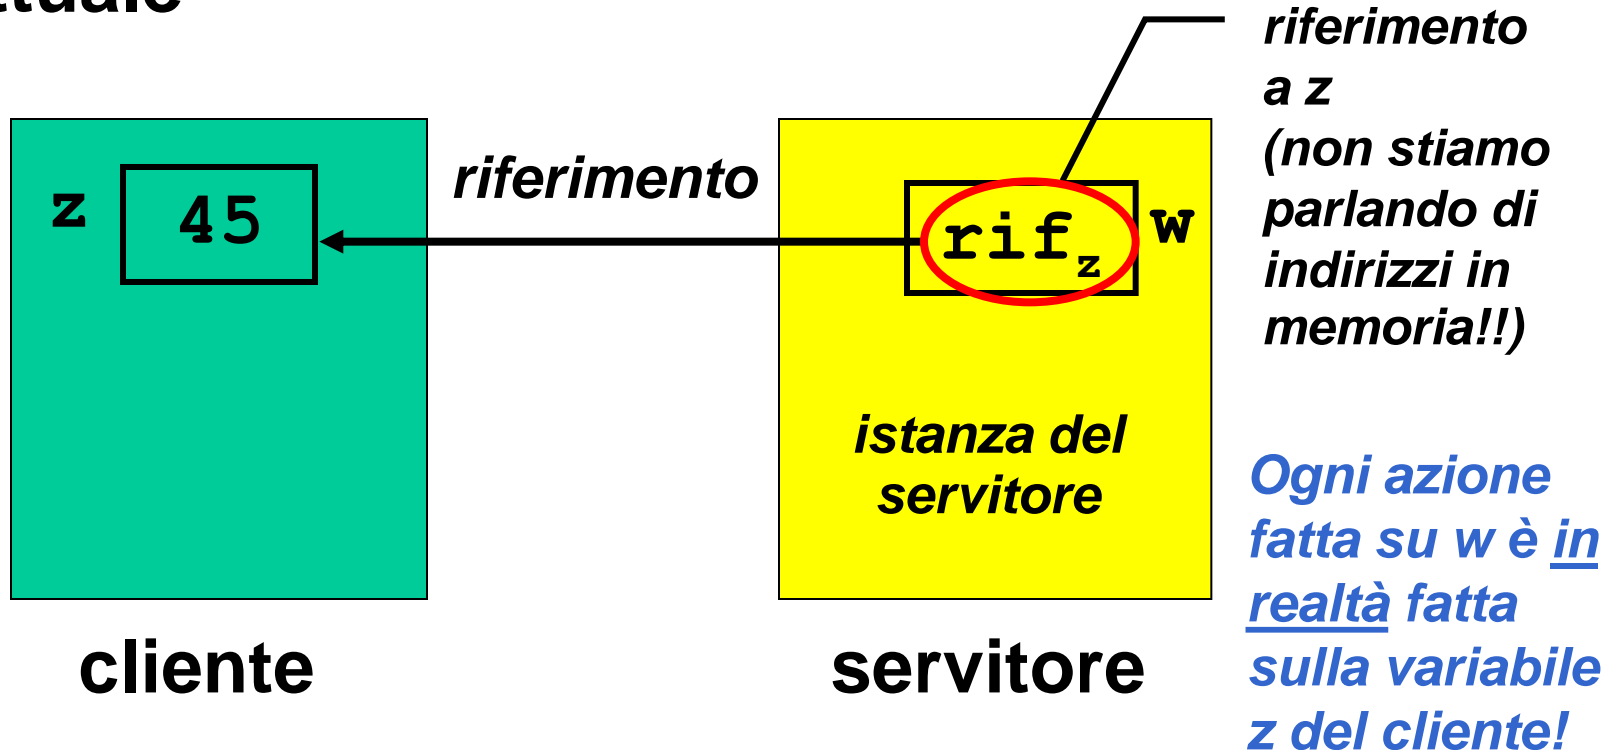 riferimento
a z
(non stiamo
parlando di
indirizzi in
memoria!!)
z 45
riferimento
rif z w
istanza del
servitore
Ogni azione
fatta su w è in
realtà fatta
sulla variabile
z del cliente!
cliente
servitore